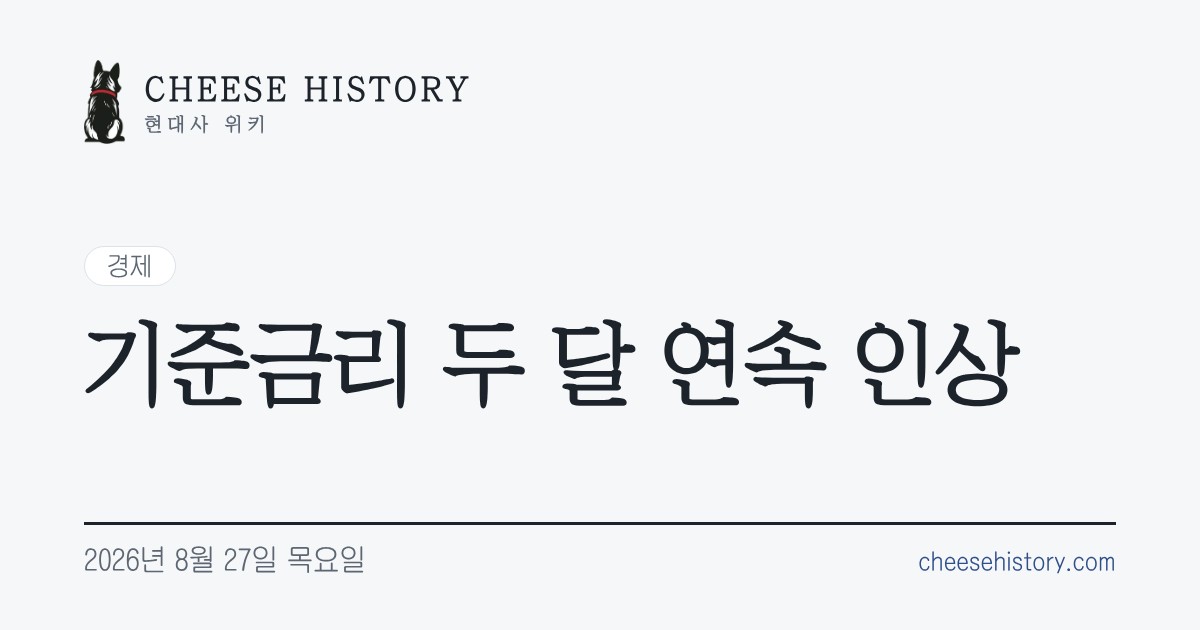 CHEESE HISTORY
현대사 위키
경제
기준금리 두 달 연속 인상
2026년 8월 27일 목요일
cheesehistory.com